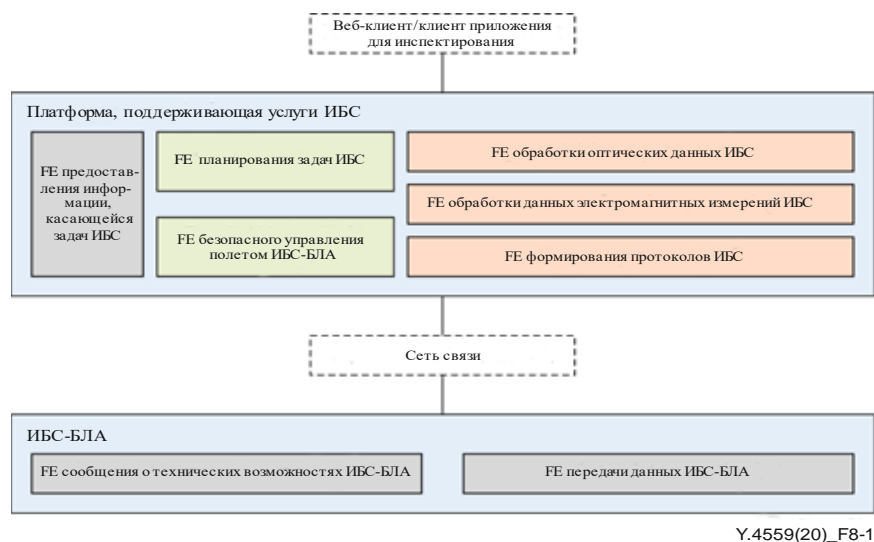 Веб-клиент/клиент приложения
для инспектирования
Платформа, поддерживающая услуги ИБС
FE предостав-
ления инфор-
мации,
касающейся
задач ИБС
FE планирования задач ИБС
FE безопасного управления
полетом ИБС-БЛА
FE обработки оптических данных ИБС
FE обработки данных электромагнитных измерений ИБС
FE формирования протоколов ИБС
Сеть связи
ИБС-БЛА
FE сообщения о технических возможностях ИБС-БЛА
FE передачи данных ИБС-БЛА
Y.4559(20)_F8-1